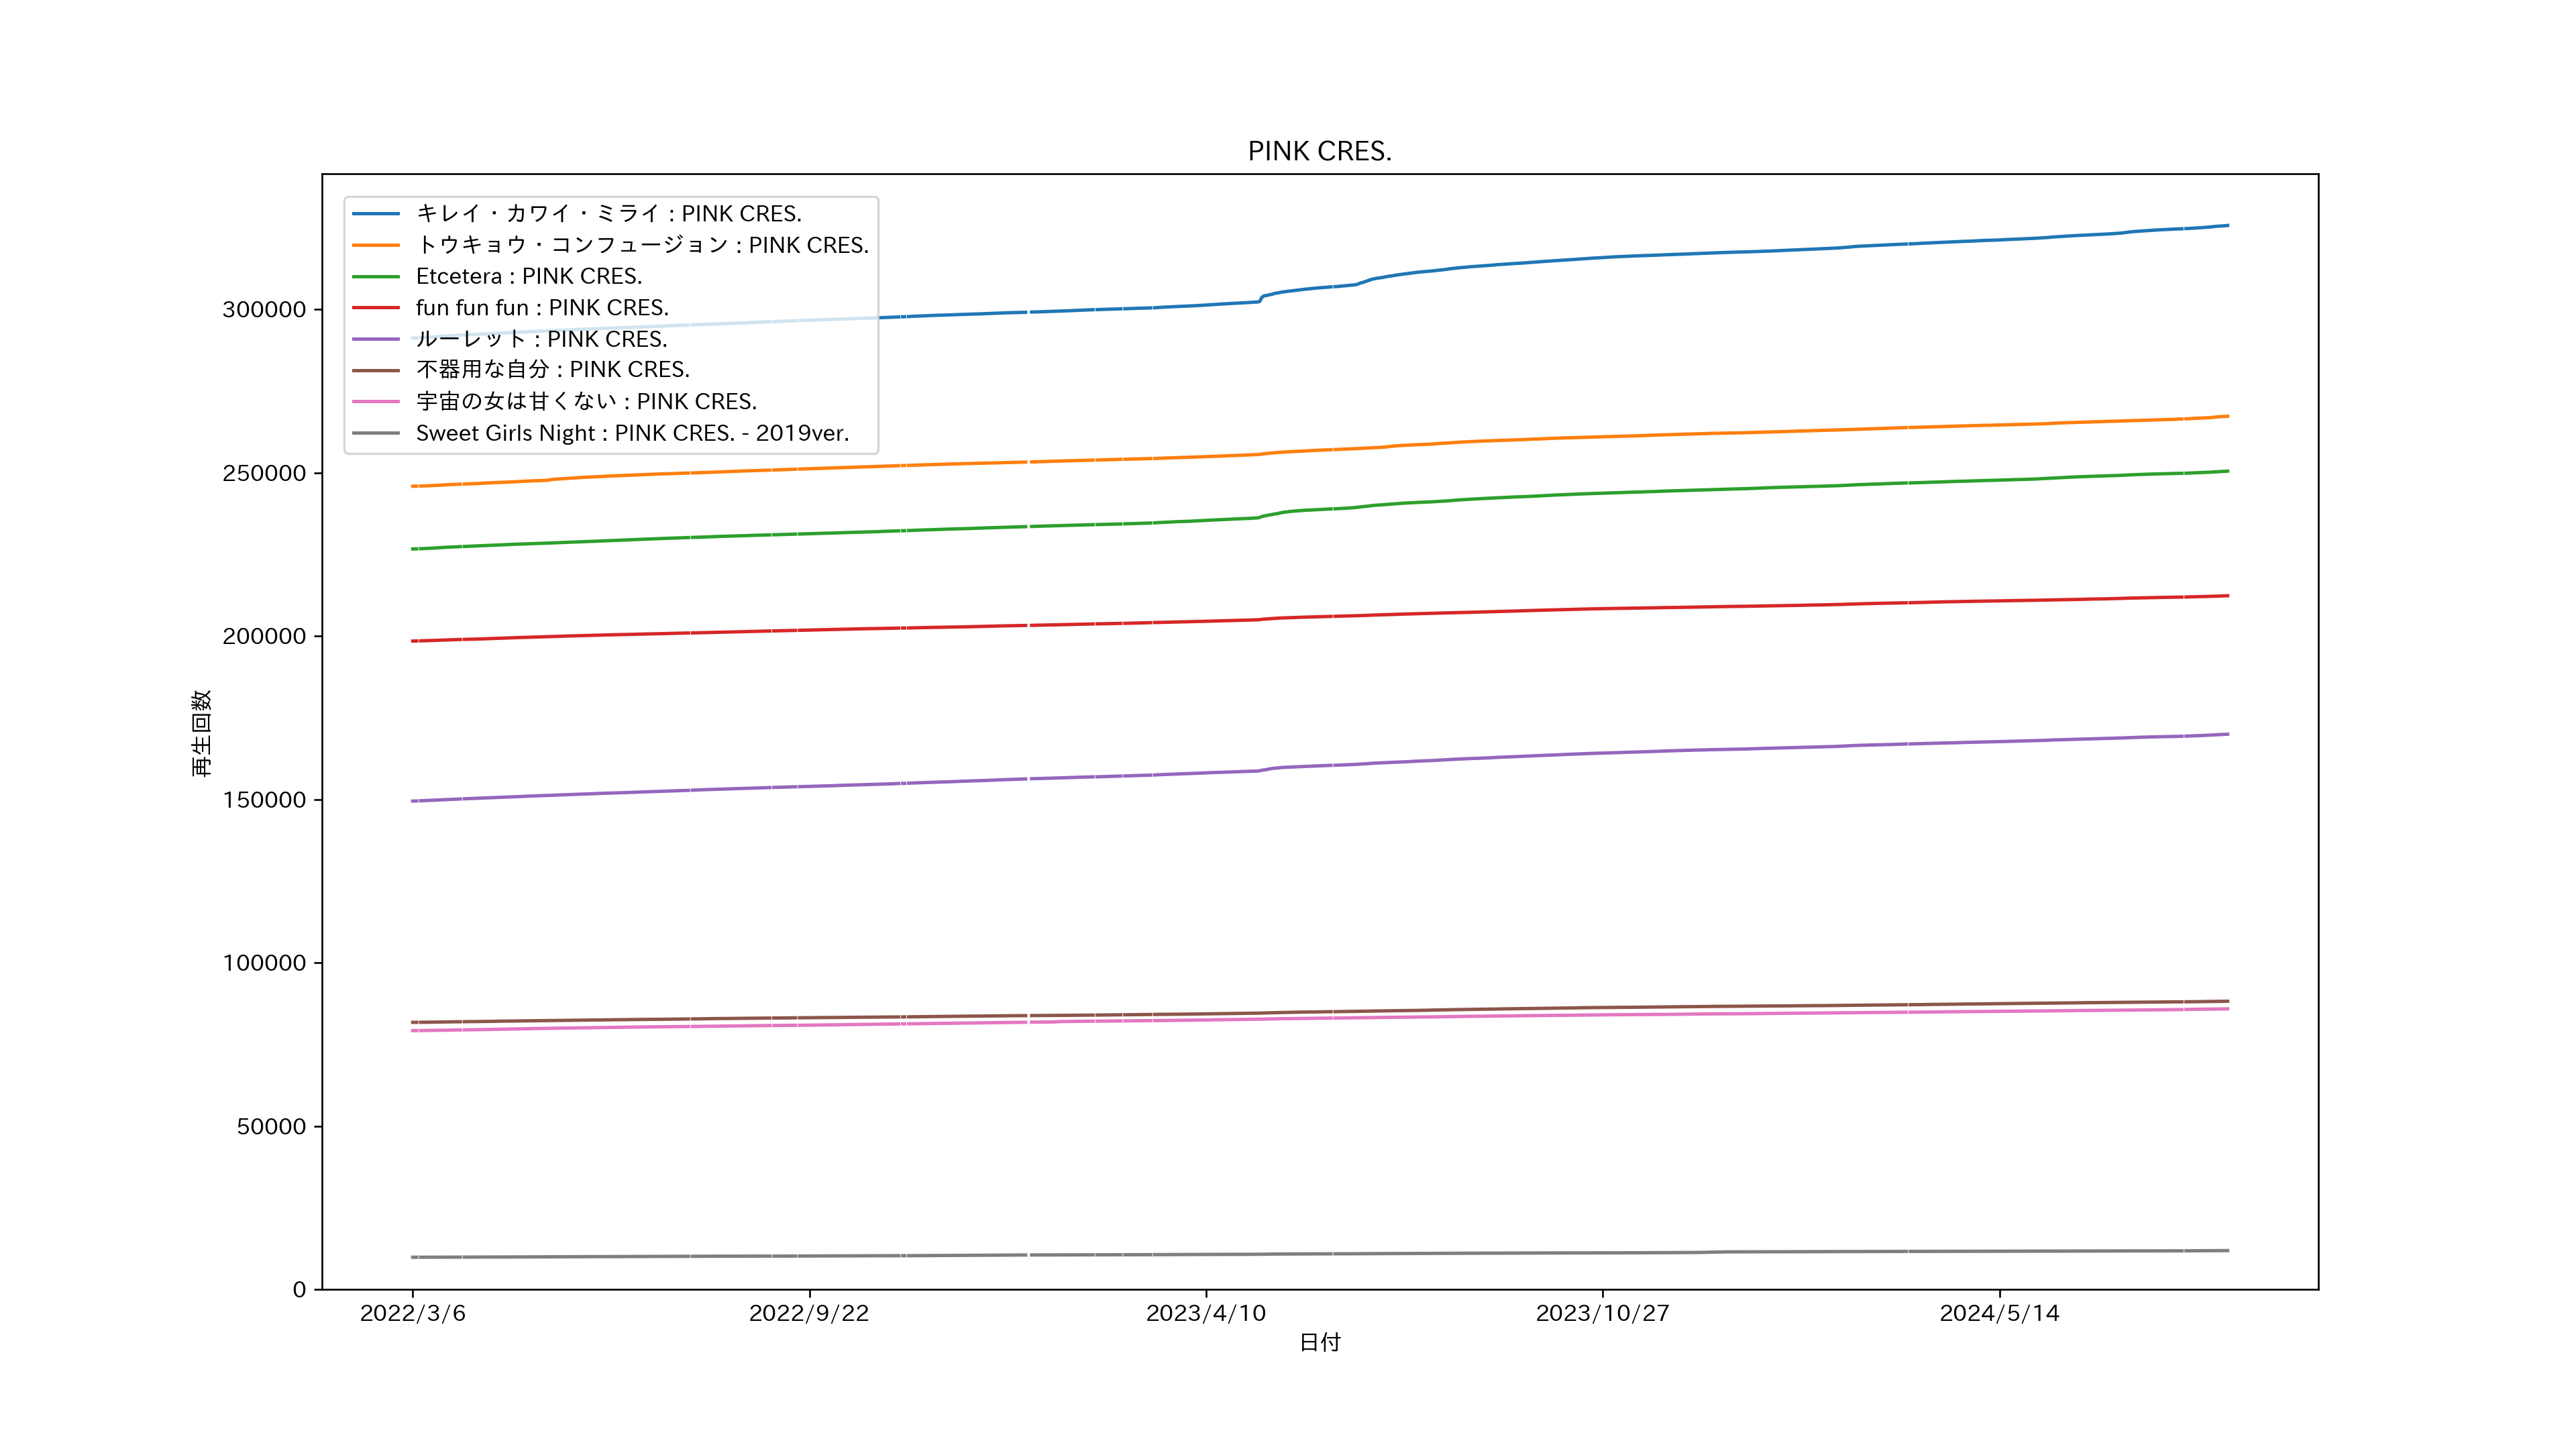 PINK CRES.
キレイ・カワイ・ミライ : PINK CRES.
トウキョウ・コンフュージョン : PINK CRES.
Etcetera : PINK CRES.
fun fun fun : PINK CRES.
ルーレット : PINK CRES.
不器用な自分 : PINK CRES.
宇宙の女は甘くない : PINK CRES.
Sweet Girls Night : PINK CRES. - 2019ver.
300000
250000
200000
150000
100000
50000
0
再生回数
2022/3/6
2022/9/22
2023/4/10
2023/10/27
2024/5/14
日付